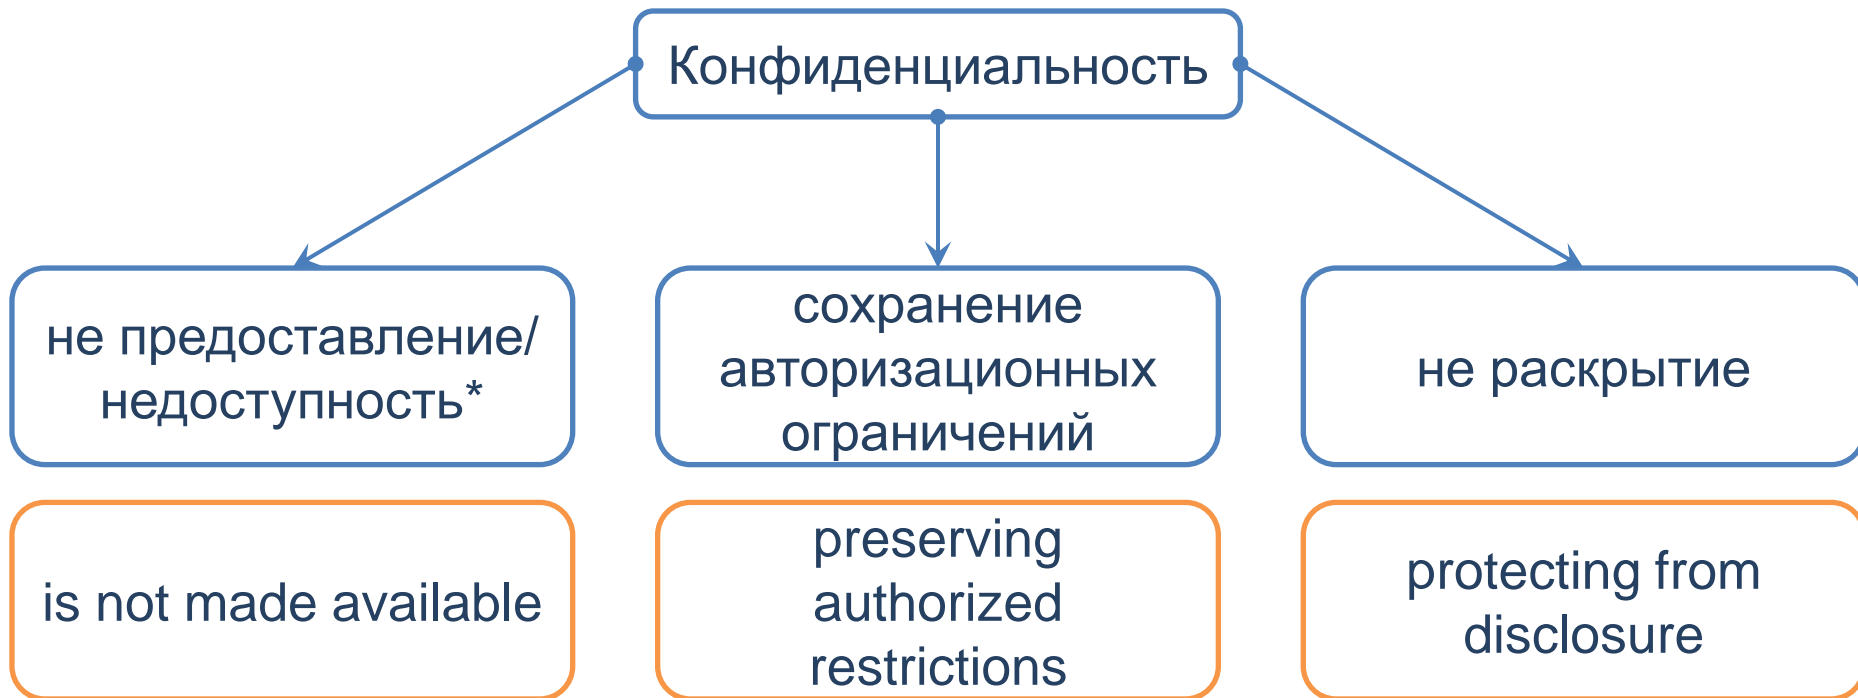 Конфиденциальность
не предоставление/
недоступность*
сохранение
авторизационных
ограничений
не раскрытие
is not made available
preserving
authorized
restrictions
protecting from
disclosure